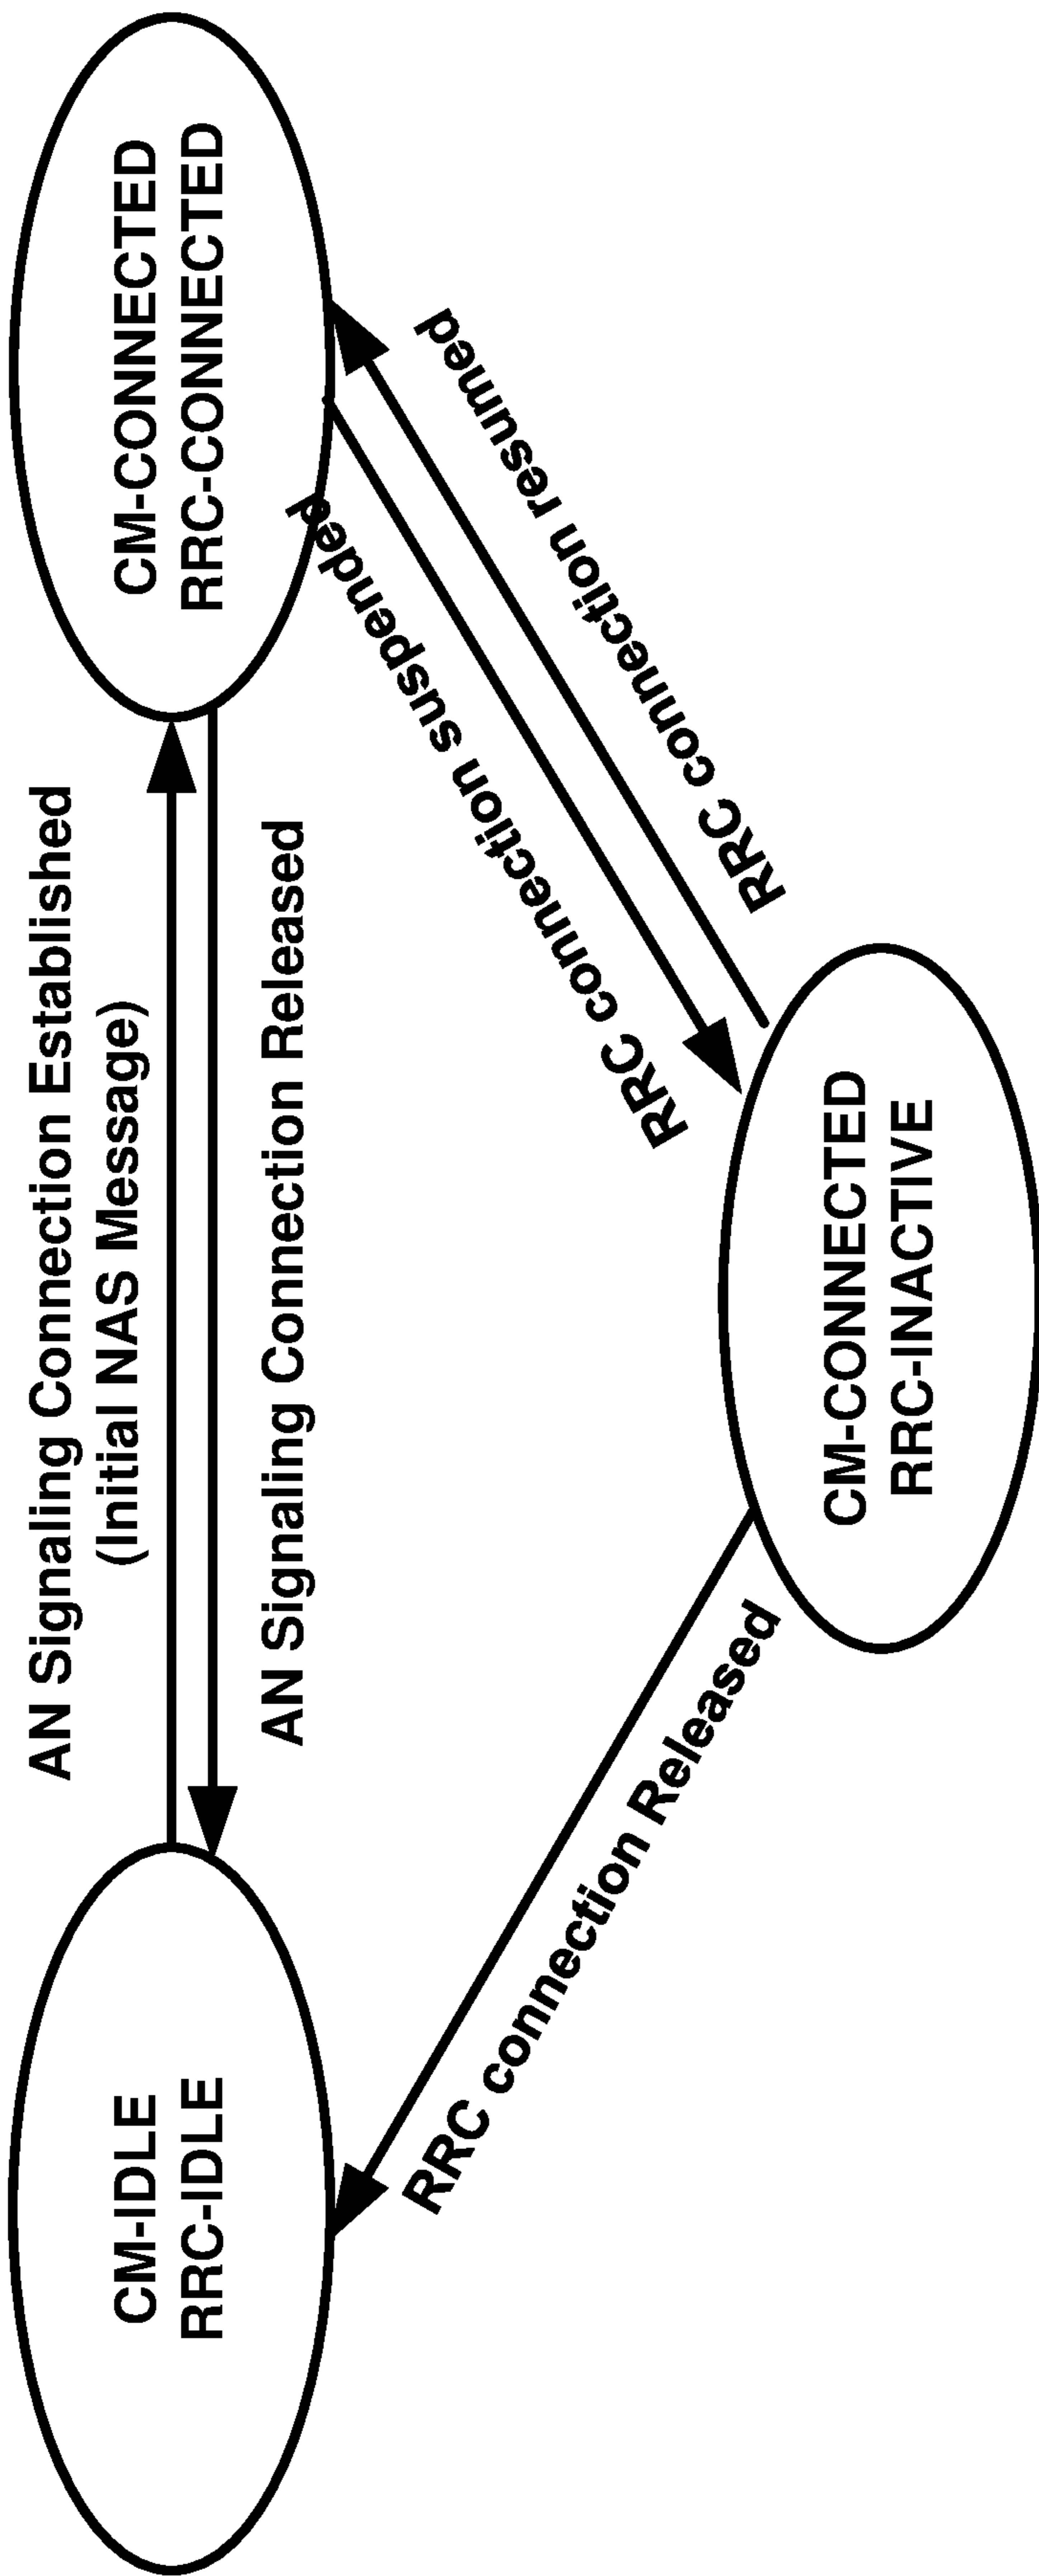 AN Signaling Connection Established
(Initial NAS Message)
CM-IDLE
RRC-IDLE
CM-CONNECTED
RRC-CONNECTED
AN Signaling Connection Released
RRC connection suspended
RRC connection Released
RRC connection resumed
CM-CONNECTED
RRC-INACTIVE